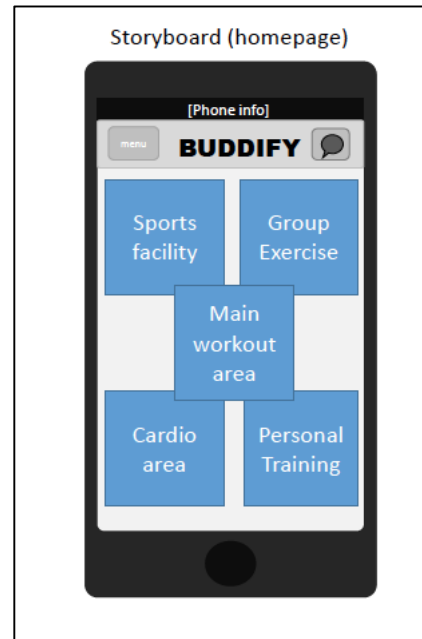 Storyboard (homepage)
[Phone info]
menu
BUDDIFY
Sports
facility
Group
Exercise
Main
workout
area
Cardio
area
Personal
Training